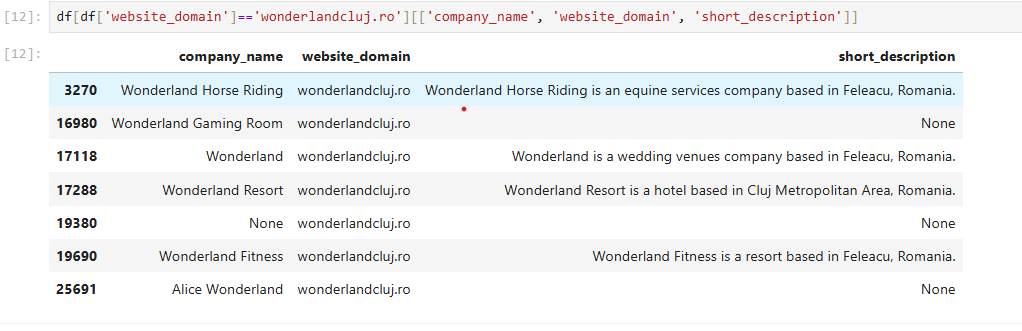 [12]: df[df['website_domain']=='wonderlandcluj.ro'][['company_name', 'website_domain', 'short_description']]
[12]:
company_name website_domain short_description
3270 Wonderland Horse Riding wonderlandcluj.ro Wonderland Horse Riding is an equine services company based in Feleacu, Romania.
16980 Wonderland Gaming Room wonderlandcluj.ro None
17118 Wonderland wonderlandcluj.ro Wonderland is a wedding venues company based in Feleacu, Romania.
17288 Wonderland Resort wonderlandcluj.ro Wonderland Resort is a hotel based in Cluj Metropolitan Area, Romania.
19380 None wonderlandcluj.ro None
19690 Wonderland Fitness wonderlandcluj.ro Wonderland Fitness is a resort based in Feleacu, Romania.
25691 Alice Wonderland wonderlandcluj.ro None